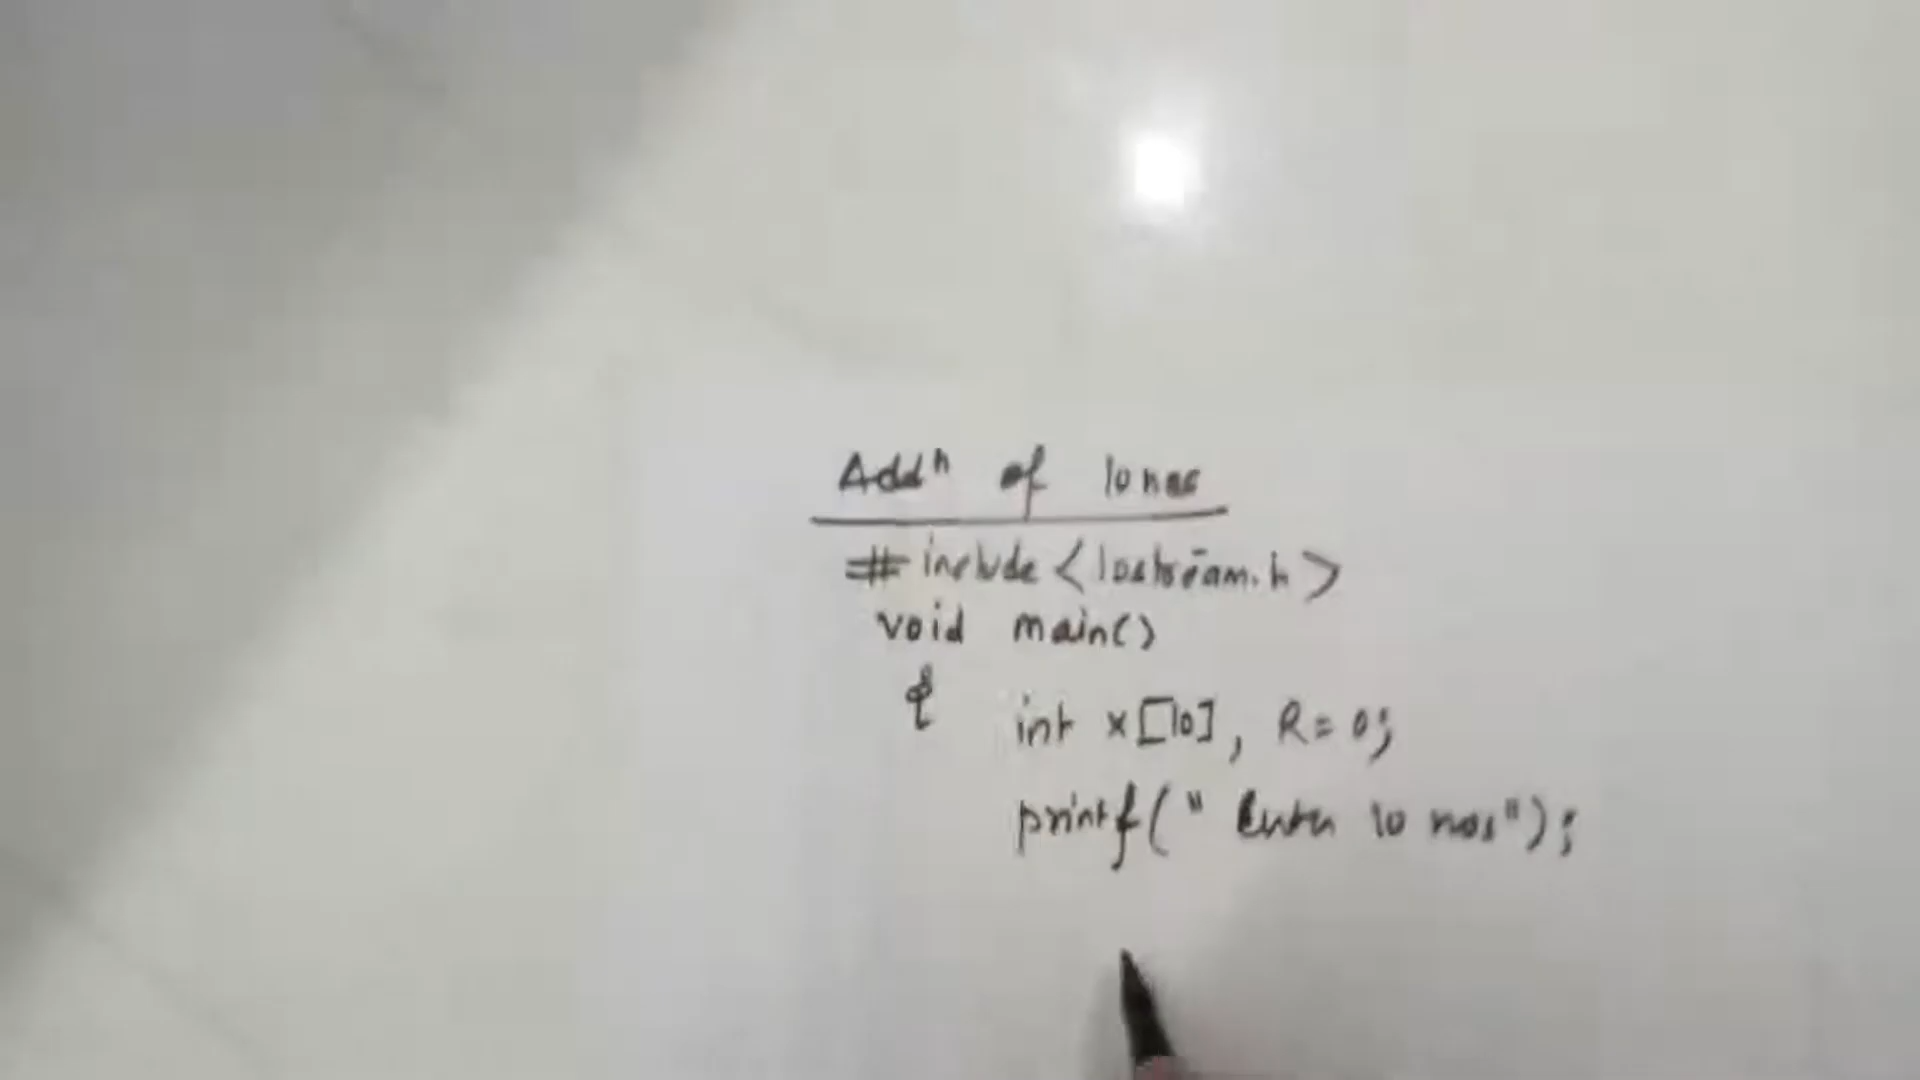 Addn of 10 nos
#include <iostream.h>
void main()
{ int x[10], R=0;
printf(" Enter 10 nos");